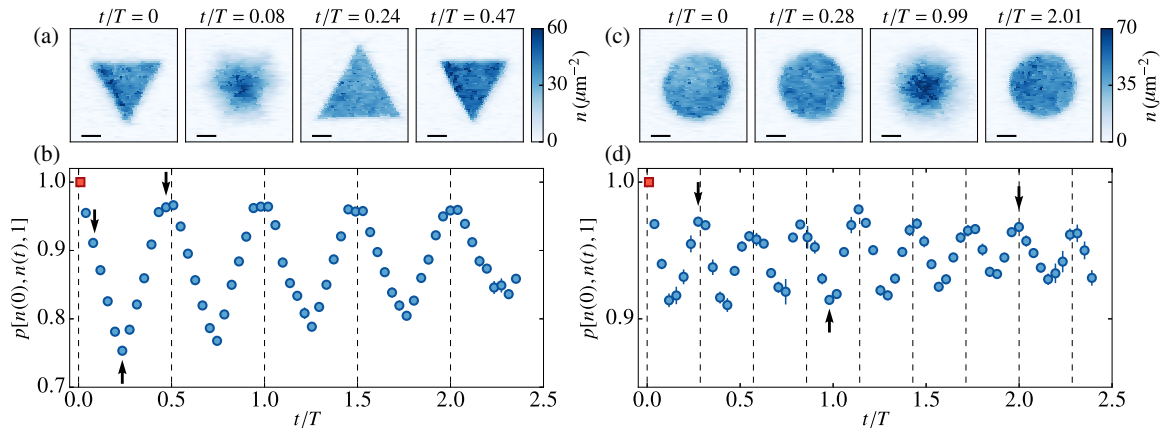 (a)
t/T = 0
t/T = 0.08
t/T = 0.24
t/T = 0.47
60
30
0
n (μm⁻²)
(b)
1.0
0.9
0.8
0.7
p[n(0), n(t), 1]
0.0
0.5
1.0
1.5
2.0
2.5
t/T
(c)
t/T = 0
t/T = 0.28
t/T = 0.99
t/T = 2.01
70
35
0
n (μm⁻²)
(d)
1.0
0.9
p[n(0), n(t), 1]
0.0
0.5
1.0
1.5
2.0
2.5
t/T